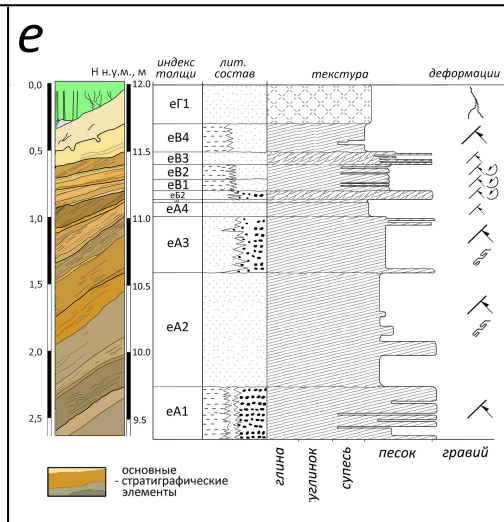 е
Н н.у.м., м
индекс толщи
лит. состав
текстура
деформации
0,0
12.0
еГ1
еВ4
0,5
11.5
еВ3
еВ2
еВ1
еБ2
еА4
1,0
11.0
еА3
1,5
10.5
еА2
2,0
10.0
еА1
2,5
9.5
глина
углинок
супесь
песок
гравий
основные
- стратиграфические
элементы